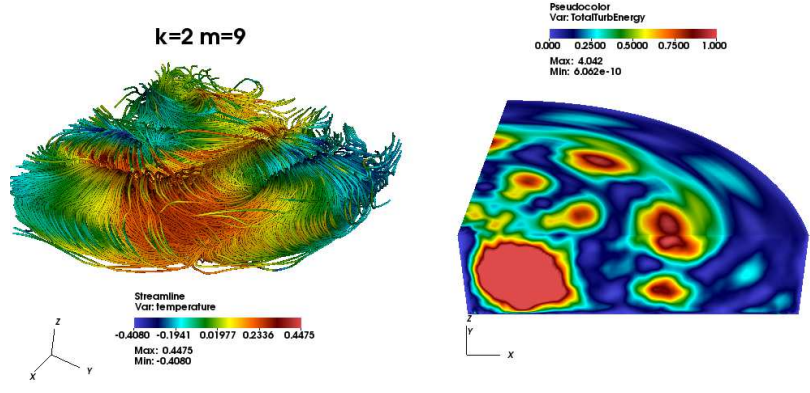 k=2 m=9
Streamline
Var: temperature
-0.4080 -0.1941 0.01977 0.2336 0.4475
Max: 0.4475
Min: -0.4080
Z
X
Y
Pseudocolor
Var: TotalTurbEnergy
0.000 0.2500 0.5000 0.7500 1.000
Max: 4.042
Min: 6.062e-10
Z
Y
X